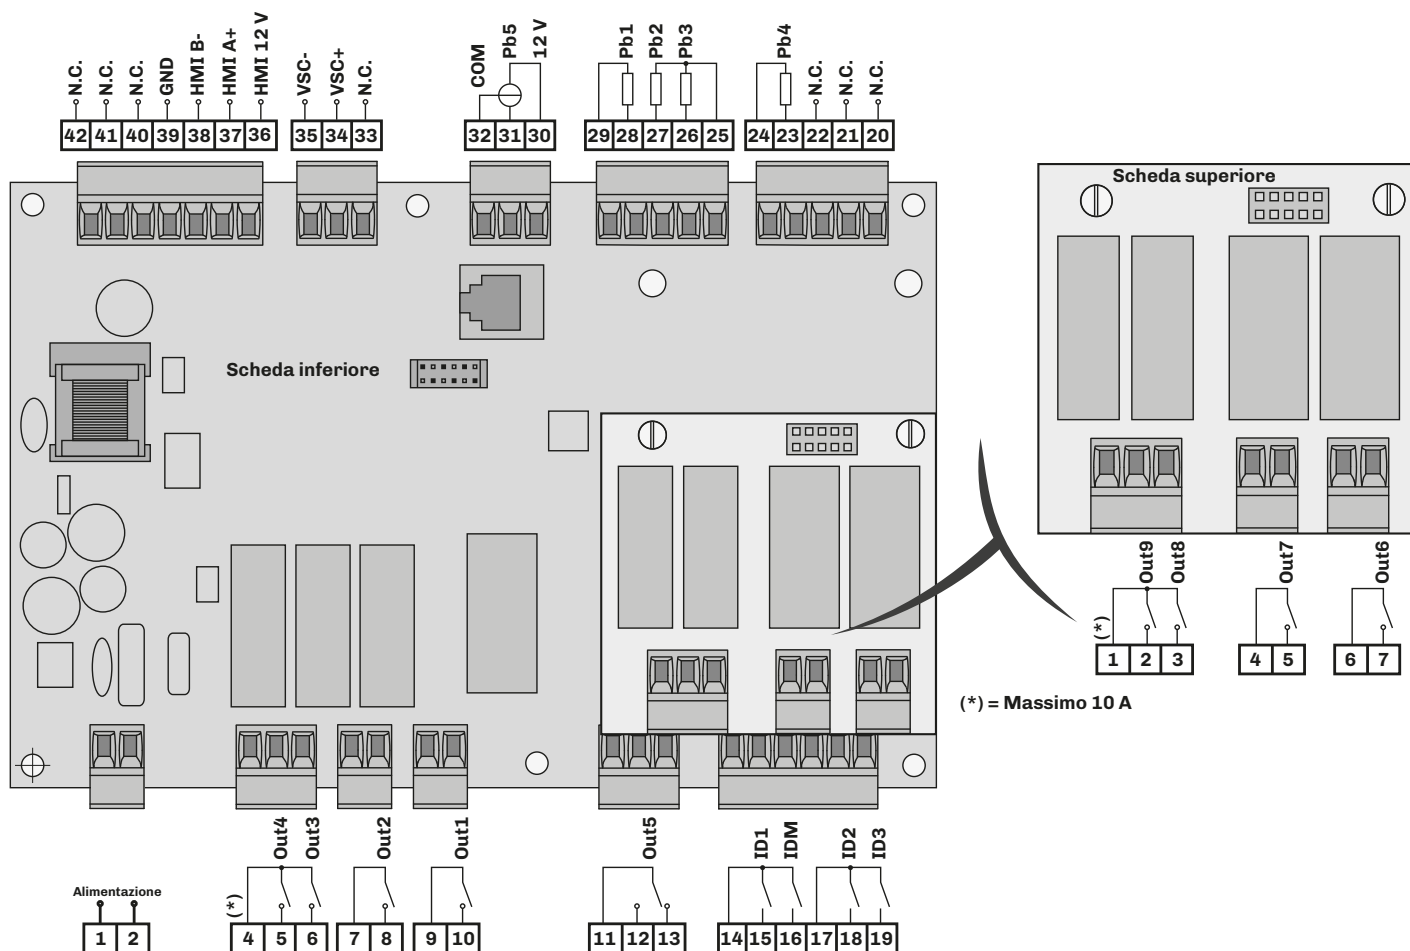 N.C.
N.C.
N.C.
GND
HMI B-
HMI A+
HMI 12 V
VSC-
VSC+
N.C.
COM
Pb5
12 V
Pb1
Pb2
Pb3
Pb4
N.C.
N.C.
N.C.
42 41 40 39 38 37 36
35 34 33
32 31 30
29 28 27 26 25
24 23 22 21 20
Scheda superiore
Scheda inferiore
Out9
Out8
Out7
Out6
(*)
1 2 3
4 5
6 7
(*) = Massimo 10 A
Out4
Out3
Out2
Out1
Out5
ID1
IDM
ID2
ID3
Alimentazione
(*)
1 2
4 5 6
7 8
9 10
11 12 13
14 15 16 17 18 19